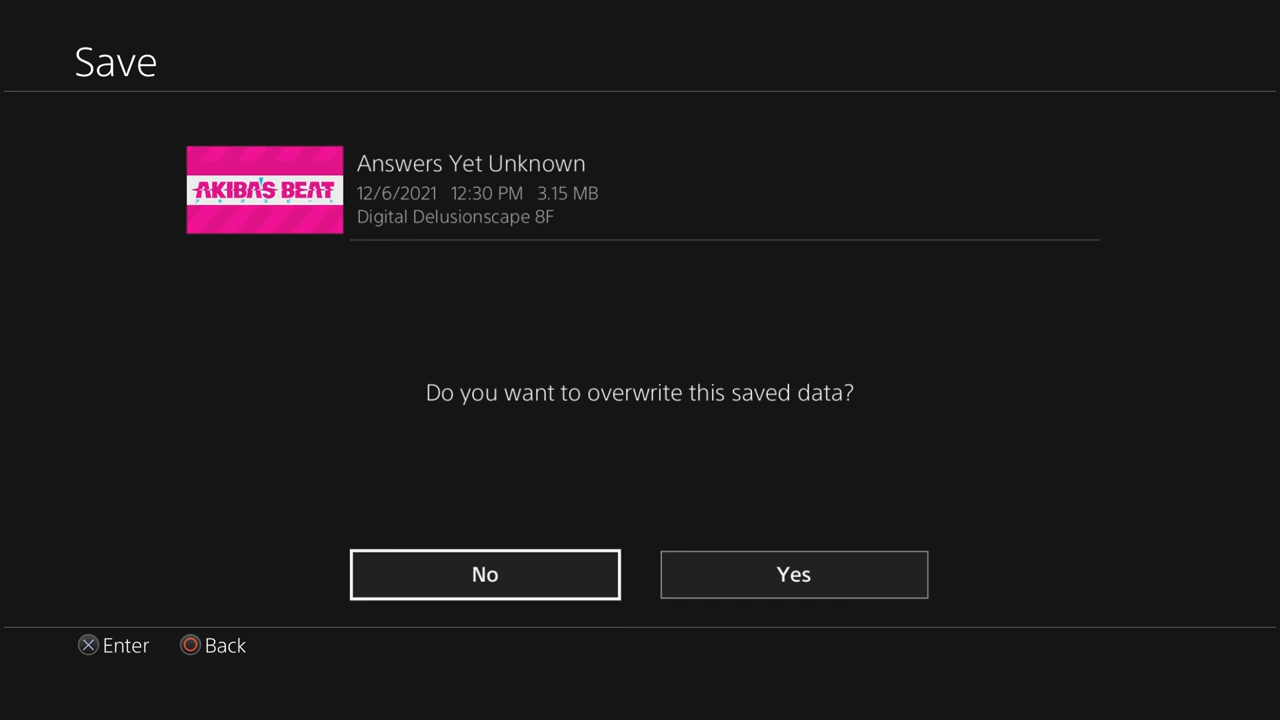 Save
AKIBA'S BEAT
Answers Yet Unknown
12/6/2021 12:30 PM 3.15 MB
Digital Delusionscape 8F
Do you want to overwrite this saved data?
No Yes
Enter Back